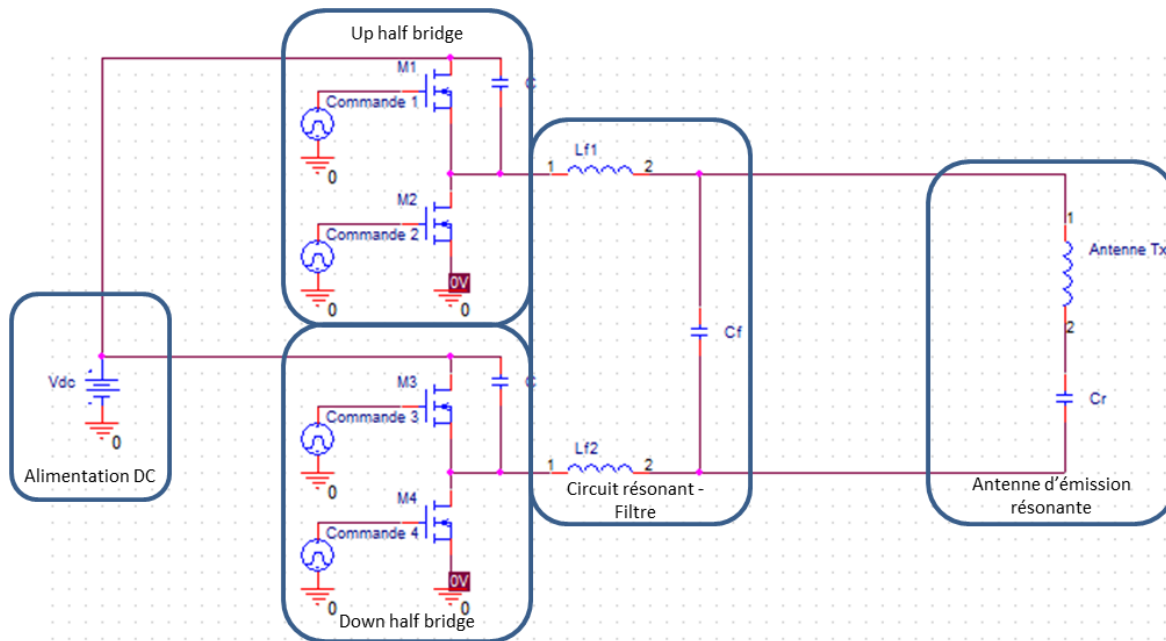 Up half bridge
M1
C
Commande 1
0
M2
Commande 2
0V
0
0
Lf1
1
2
Vdc
0
Alimentation DC
M3
C
Commande 3
0
M4
Commande 4
0V
0
0
Down half bridge
Lf2
1
2
Cf
Circuit résonant -
Filtre
1
Antenne Tx
2
Cr
Antenne d'émission
résonante